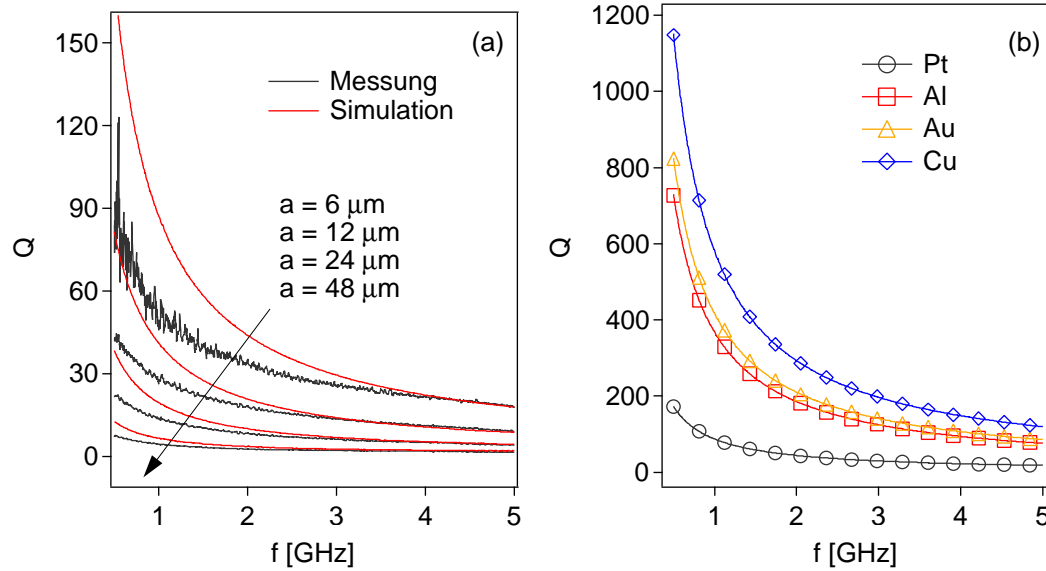 (a)
Messung
Simulation
a = 6 µm
a = 12 µm
a = 24 µm
a = 48 µm
150
120
90
60
30
0
Q
1 2 3 4 5
f [GHz]
(b)
Pt
Al
Au
Cu
1200
1000
800
600
400
200
0
Q
1 2 3 4 5
f [GHz]